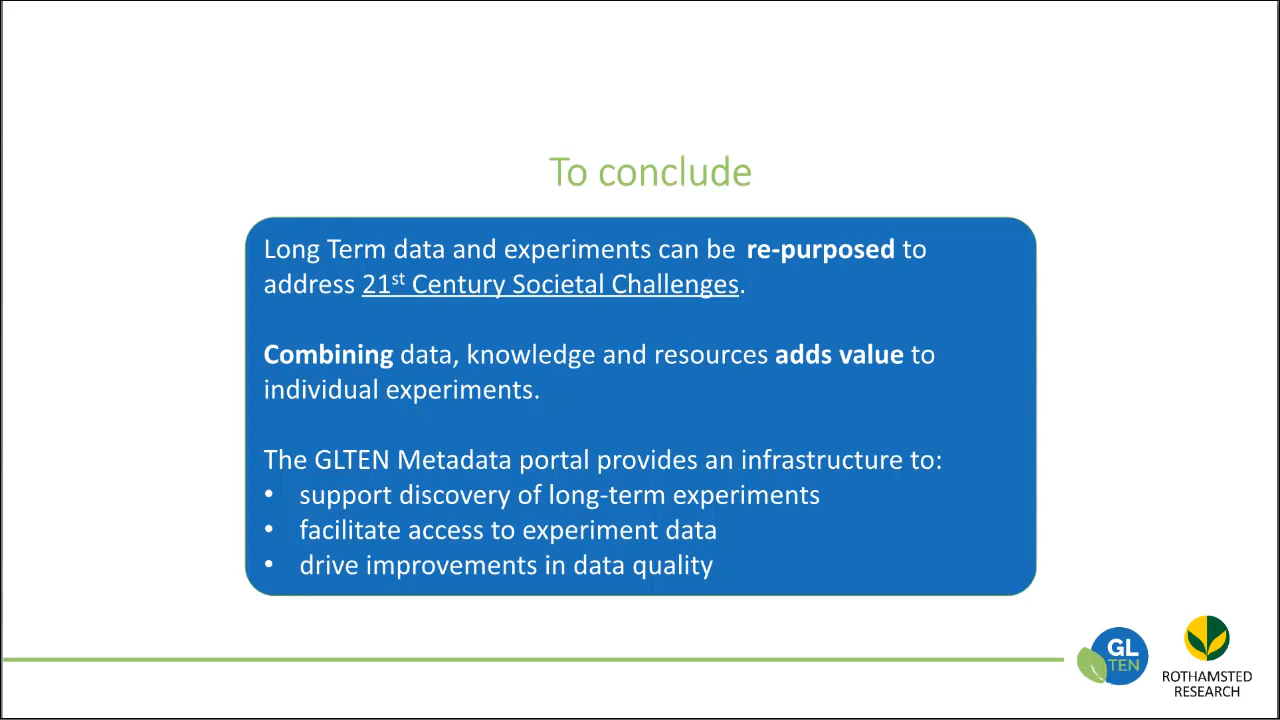 To conclude
Long Term data and experiments can be re-purposed to
address 21st Century Societal Challenges.
Combining data, knowledge and resources adds value to
individual experiments.
The GLTEN Metadata portal provides an infrastructure to:
• support discovery of long-term experiments
• facilitate access to experiment data
• drive improvements in data quality
GL
TEN
ROTHAMSTED
RESEARCH